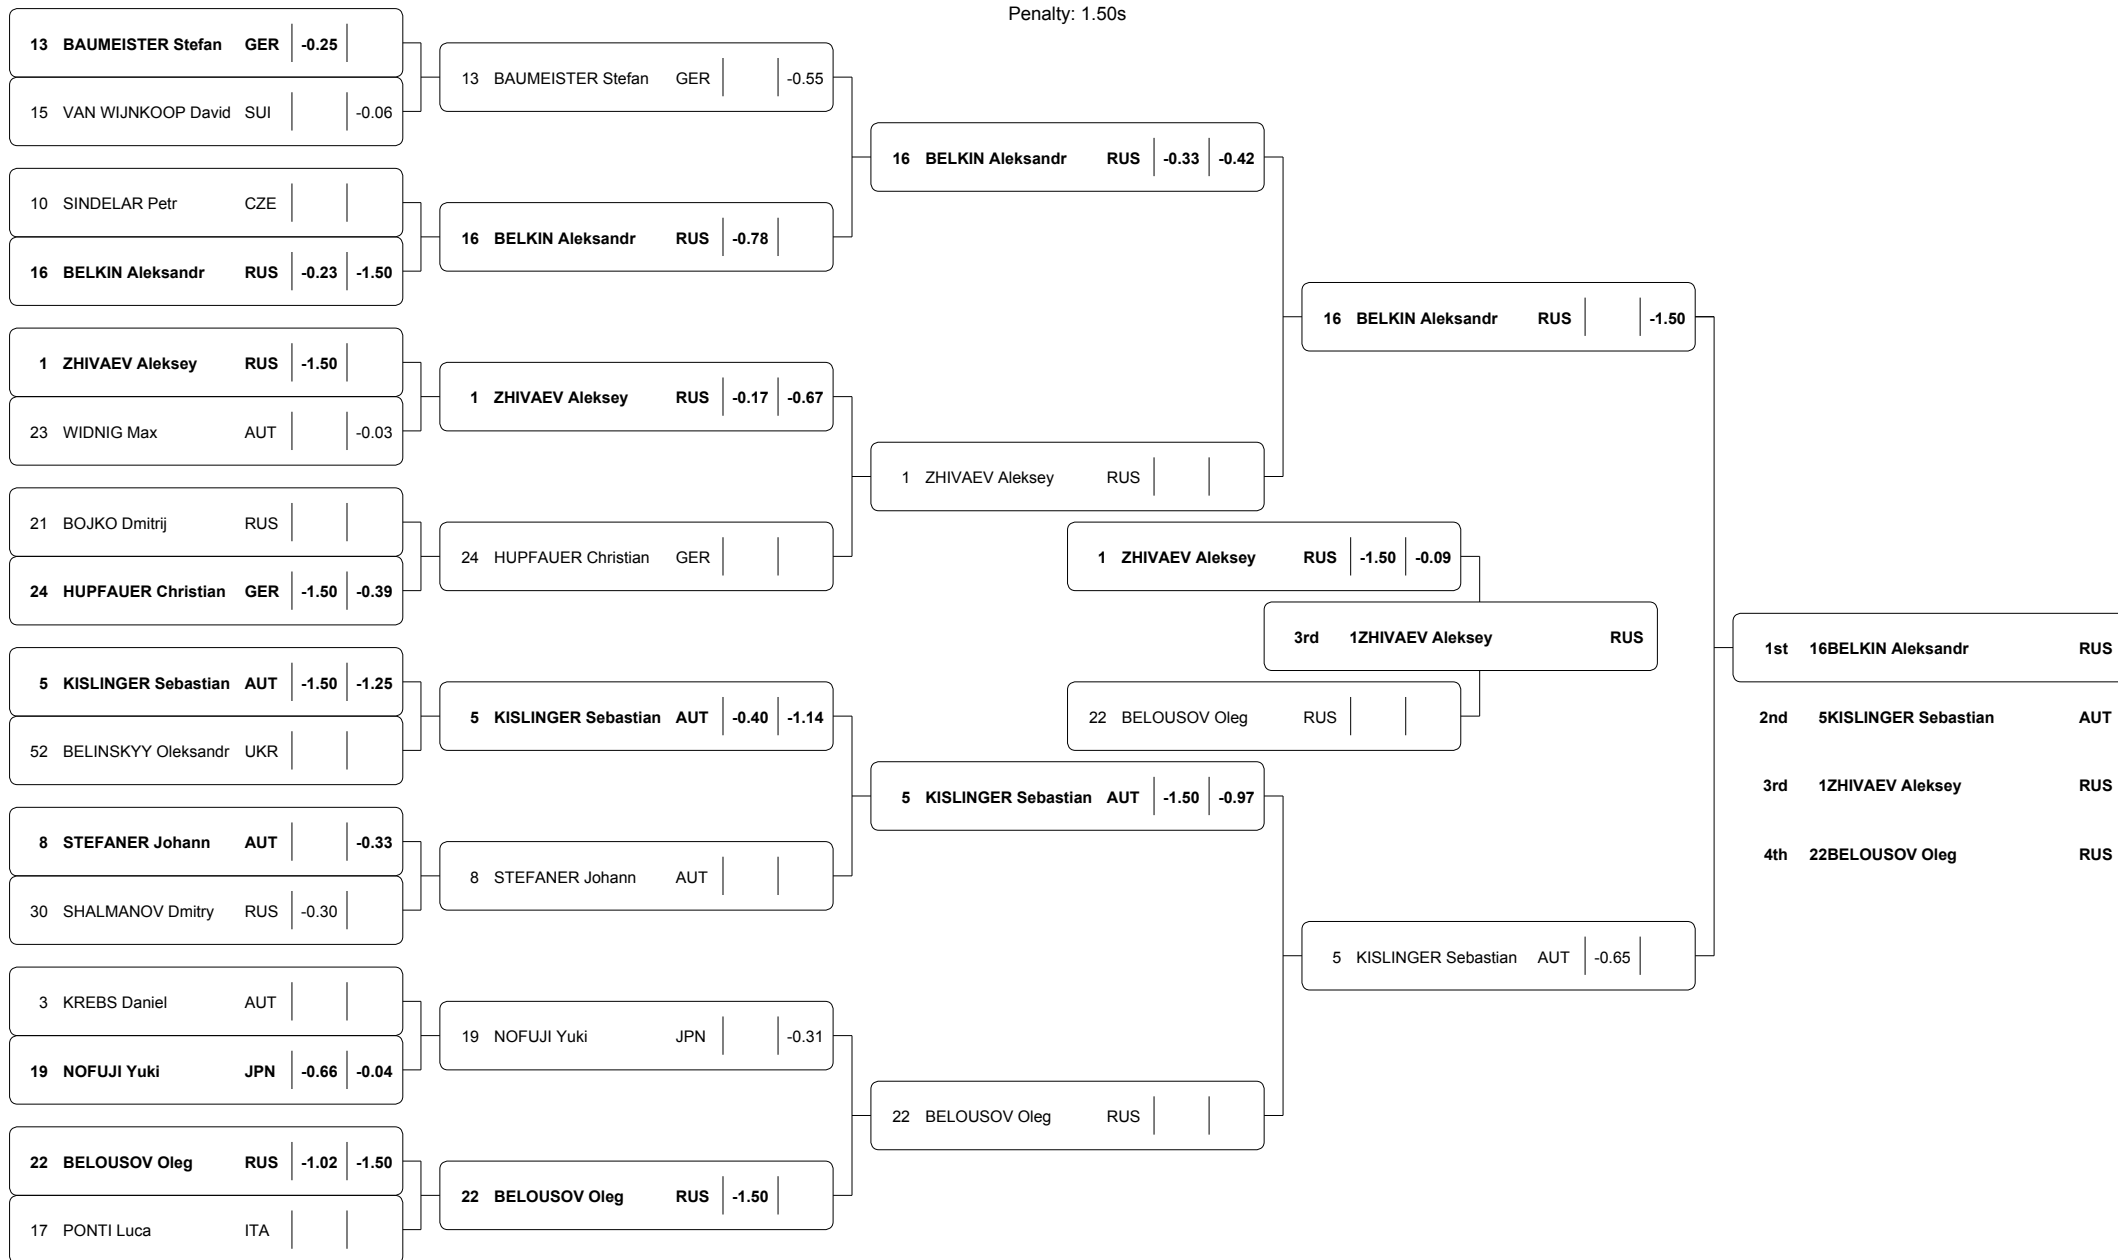 Penalty: 1.50s
13 BAUMEISTER Stefan GER -0.25
15 VAN WIJNKOOP David SUI -0.06
10 SINDELAR Petr CZE
16 BELKIN Aleksandr RUS -0.23 -1.50
1 ZHIVAEV Aleksey RUS -1.50
23 WIDNIG Max AUT -0.03
21 BOJKO Dmitrij RUS
24 HUPFAUER Christian GER -1.50 -0.39
5 KISLINGER Sebastian AUT -1.50 -1.25
52 BELINSKYY Oleksandr UKR
8 STEFANER Johann AUT -0.33
30 SHALMANOV Dmitry RUS -0.30
3 KREBS Daniel AUT
19 NOFUJI Yuki JPN -0.66 -0.04
22 BELOUSOV Oleg RUS -1.02 -1.50
17 PONTI Luca ITA
13 BAUMEISTER Stefan GER -0.55
16 BELKIN Aleksandr RUS -0.78
1 ZHIVAEV Aleksey RUS -0.17 -0.67
24 HUPFAUER Christian GER
5 KISLINGER Sebastian AUT -0.40 -1.14
8 STEFANER Johann AUT
19 NOFUJI Yuki JPN -0.31
22 BELOUSOV Oleg RUS -1.50
16 BELKIN Aleksandr RUS -0.33 -0.42
1 ZHIVAEV Aleksey RUS
5 KISLINGER Sebastian AUT -1.50 -0.97
22 BELOUSOV Oleg RUS
1 ZHIVAEV Aleksey RUS -1.50 -0.09
3rd 1ZHIVAEV Aleksey RUS
22 BELOUSOV Oleg RUS
16 BELKIN Aleksandr RUS -1.50
5 KISLINGER Sebastian AUT -0.65
1st 16BELKIN Aleksandr RUS
2nd 5KISLINGER Sebastian AUT
3rd 1ZHIVAEV Aleksey RUS
4th 22BELOUSOV Oleg RUS